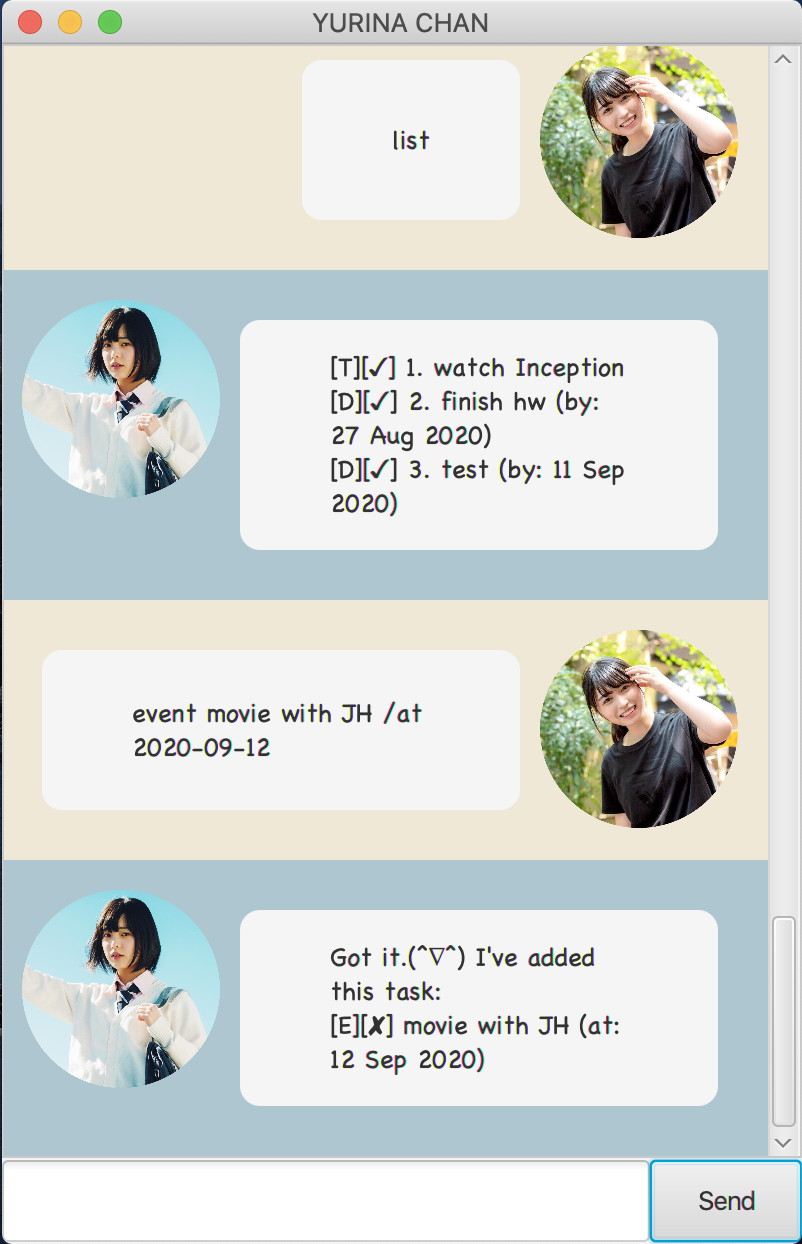 YURINA CHAN
list
[T][✓] 1. watch Inception
[D][✓] 2. finish hw (by:
27 Aug 2020)
[D][✓] 3. test (by: 11 Sep
2020)
event movie with JH /at
2020-09-12
Got it.(^∇^) I've added
this task:
[E][✘] movie with JH (at:
12 Sep 2020)
Send